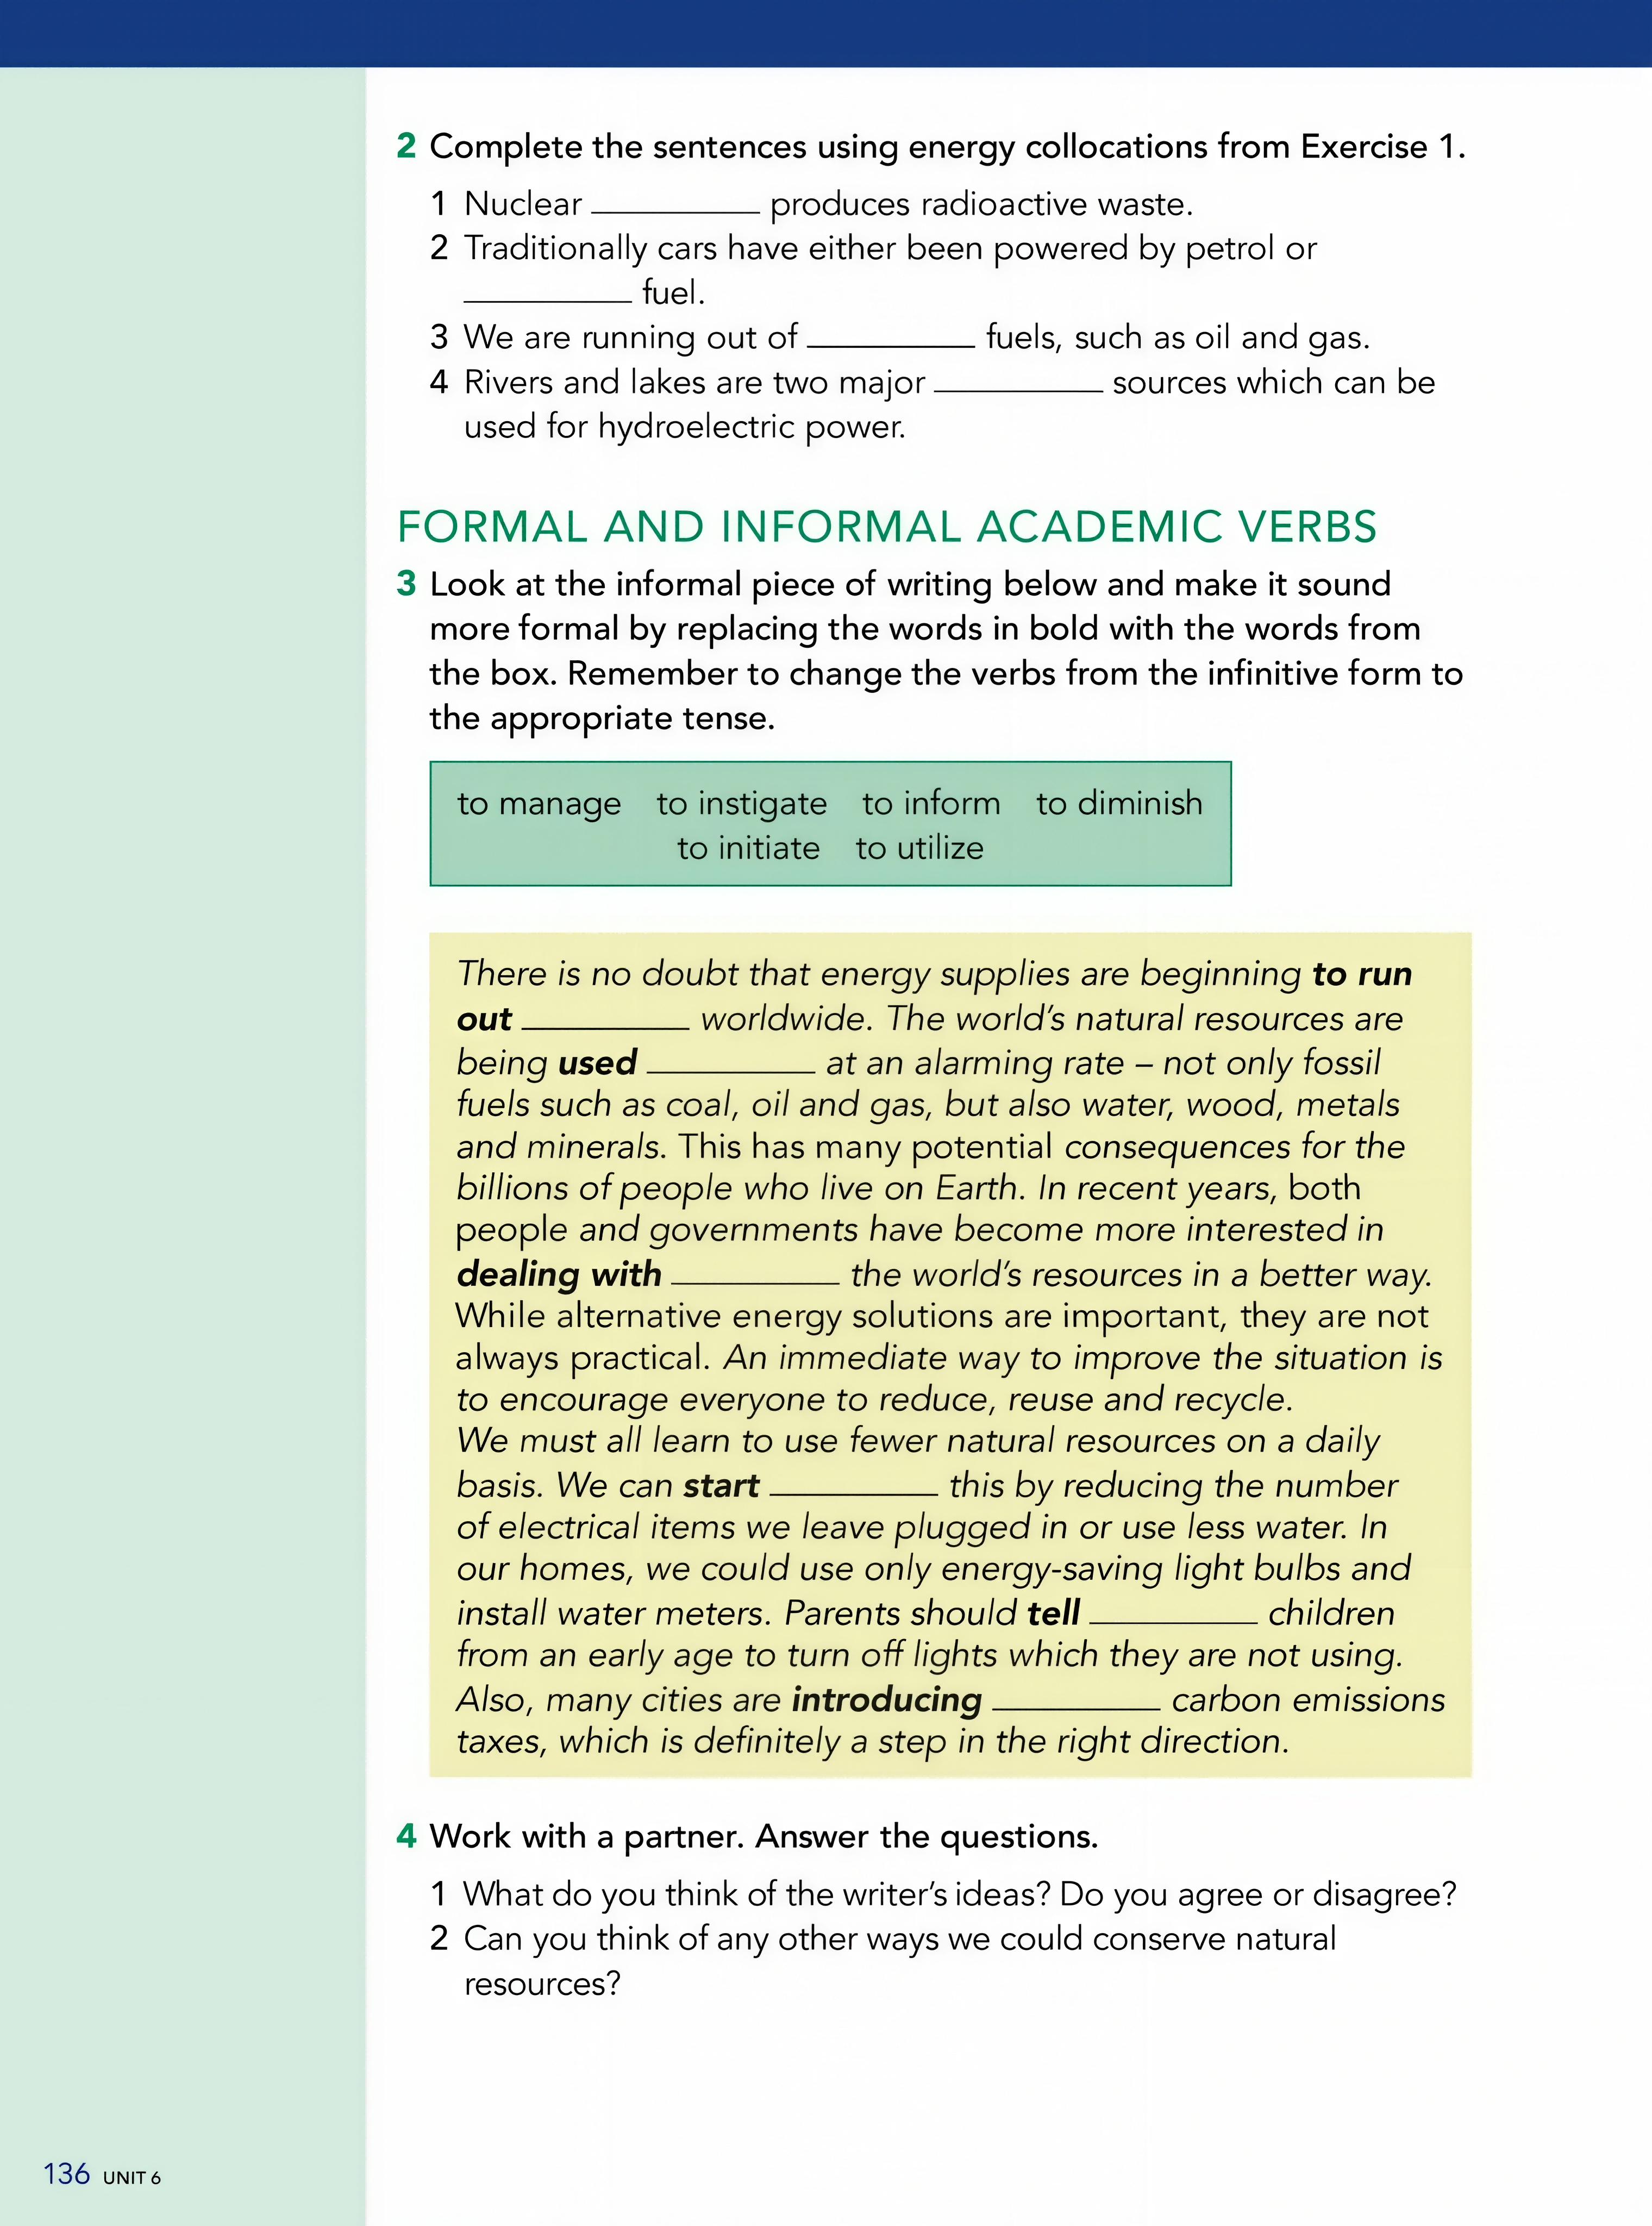 2 Complete the sentences using energy collocations from Exercise 1.
1 Nuclear __________ produces radioactive waste.
2 Traditionally cars have either been powered by petrol or
__________ fuel.
3 We are running out of __________ fuels, such as oil and gas.
4 Rivers and lakes are two major __________ sources which can be
used for hydroelectric power.
FORMAL AND INFORMAL ACADEMIC VERBS
3 Look at the informal piece of writing below and make it sound
more formal by replacing the words in bold with the words from
the box. Remember to change the verbs from the infinitive form to
the appropriate tense.
to manage to instigate to inform to diminish
to initiate to utilize
There is no doubt that energy supplies are beginning to run
out __________ worldwide. The world's natural resources are
being used __________ at an alarming rate – not only fossil
fuels such as coal, oil and gas, but also water, wood, metals
and minerals. This has many potential consequences for the
billions of people who live on Earth. In recent years, both
people and governments have become more interested in
dealing with __________ the world's resources in a better way.
While alternative energy solutions are important, they are not
always practical. An immediate way to improve the situation is
to encourage everyone to reduce, reuse and recycle.
We must all learn to use fewer natural resources on a daily
basis. We can start __________ this by reducing the number
of electrical items we leave plugged in or use less water. In
our homes, we could use only energy-saving light bulbs and
install water meters. Parents should tell __________ children
from an early age to turn off lights which they are not using.
Also, many cities are introducing __________ carbon emissions
taxes, which is definitely a step in the right direction.
4 Work with a partner. Answer the questions.
1 What do you think of the writer's ideas? Do you agree or disagree?
2 Can you think of any other ways we could conserve natural
resources?
136 UNIT 6